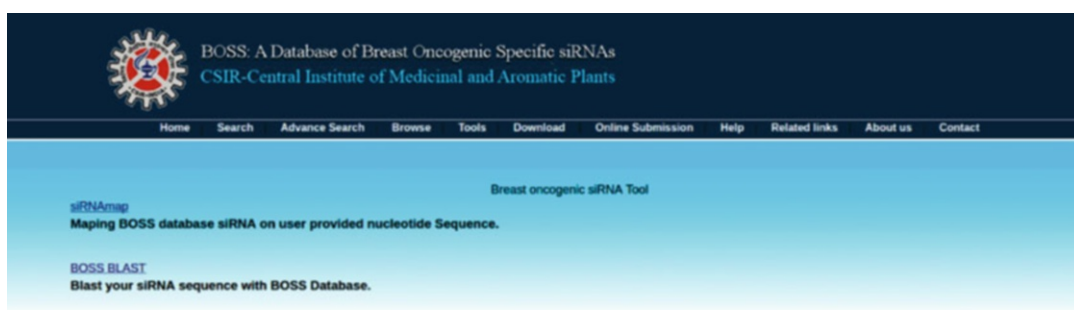 BOSS: A Database of Breast Oncogenic Specific siRNAs
CSIR-Central Institute of Medicinal and Aromatic Plants
Home Search Advance Search Browse Tools Download Online Submission Help Related links About us Contact
Breast oncogenic siRNA Tool
siRNAmap
Maping BOSS database siRNA on user provided nucleotide Sequence.
BOSS BLAST
Blast your siRNA sequence with BOSS Database.